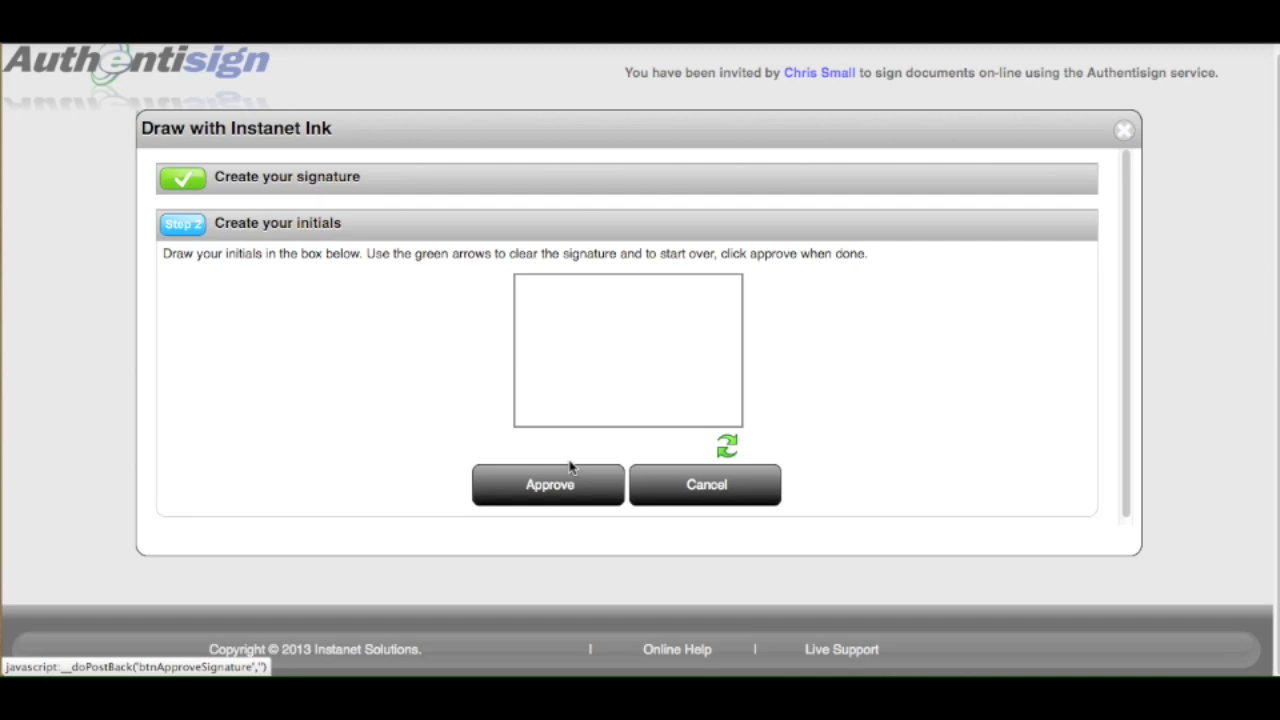 Authentisign
You have been invited by Chris Small to sign documents on-line using the Authentisign service.
Draw with Instanet Ink
Create your signature
Step 2 Create your initials
Draw your initials in the box below. Use the green arrows to clear the signature and to start over, click approve when done.
Approve Cancel
Copyright © 2013 Instanet Solutions. | Online Help | Live Support
javascript:__doPostBack('btnApproveSignature','')